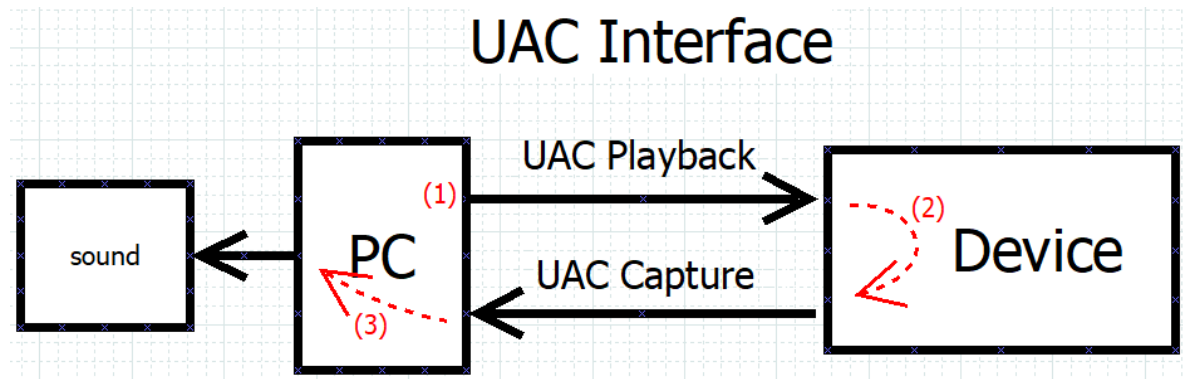 UAC Interface
UAC Playback
(1)
(2)
sound
PC
Device
UAC Capture
(3)